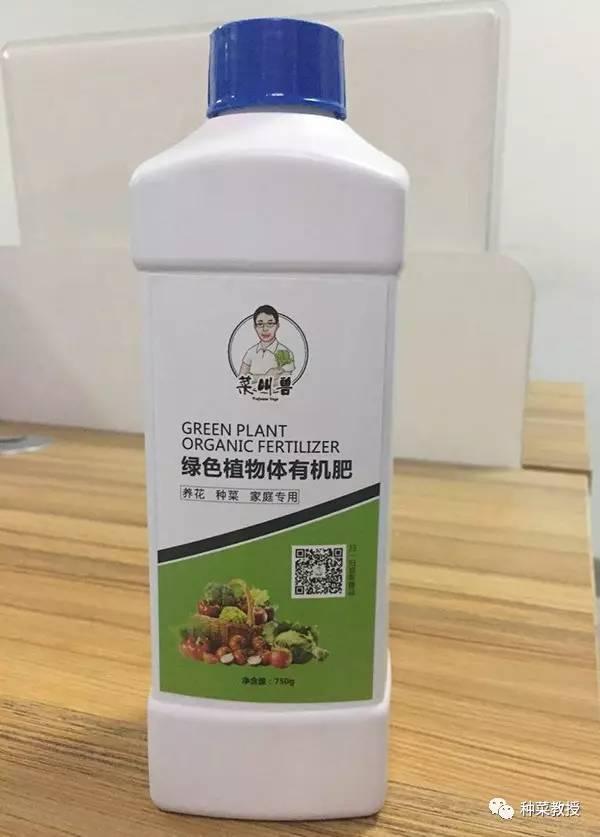 菜叫兽
GREEN PLANT
ORGANIC FERTILIZER
绿色植物体有机肥
养花 种菜 家庭专用
净含量：750g
种菜教授